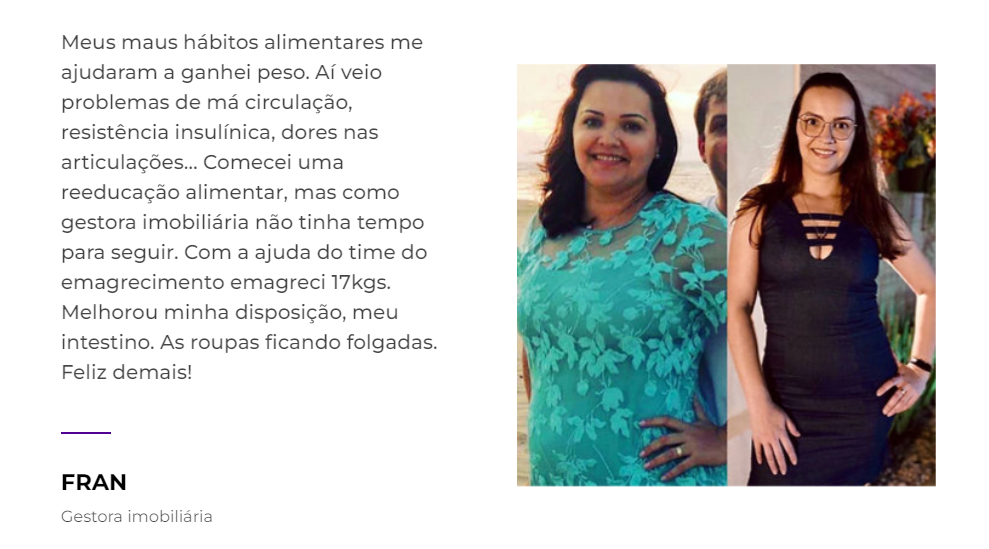 Meus maus hábitos alimentares me
ajudaram a ganhei peso. Aí veio
problemas de má circulação,
resistência insulínica, dores nas
articulações... Comecei uma
reeducação alimentar, mas como
gestora imobiliária não tinha tempo
para seguir. Com a ajuda do time do
emagrecimento emagreci 17kgs.
Melhorou minha disposição, meu
intestino. As roupas ficando folgadas.
Feliz demais!
FRAN
Gestora imobiliária